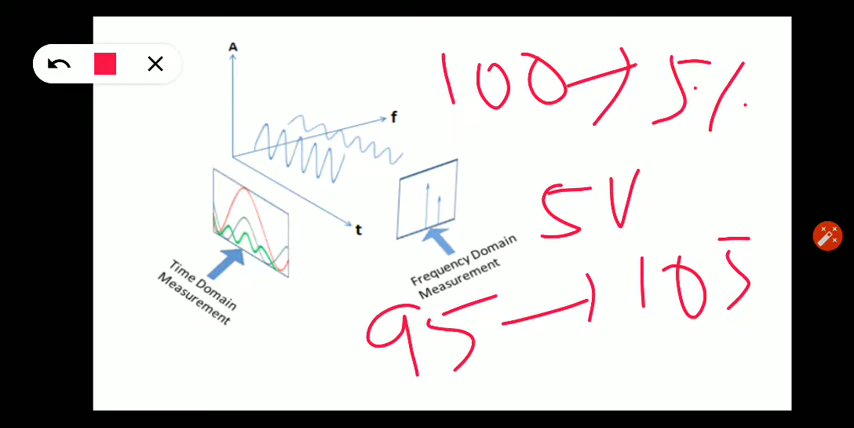 A
100 → 5%
f
5V
t
Time Domain
Measurement
Frequency Domain
Measurement
95 → 105